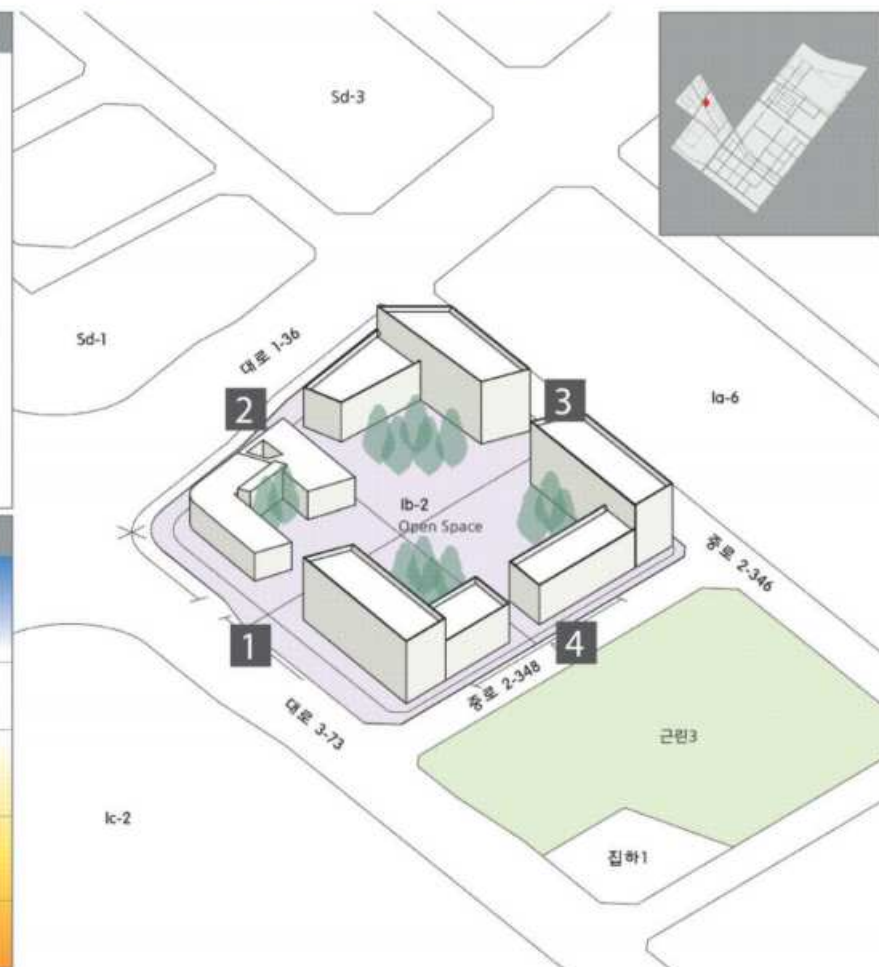 Sd-3
Sd-1
대로 1-36
2
3
Ia-6
Ib-2
Open Space
중로 2-346
1
4
중로 2-348
대로 3-73
근린3
Ic-2
집하1